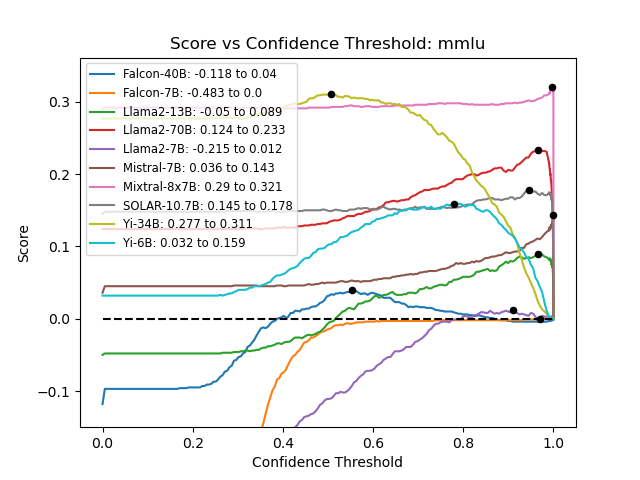 Score vs Confidence Threshold: mmlu
Falcon-40B: -0.118 to 0.04
Falcon-7B: -0.483 to 0.0
Llama2-13B: -0.05 to 0.089
Llama2-70B: 0.124 to 0.233
Llama2-7B: -0.215 to 0.012
Mistral-7B: 0.036 to 0.143
Mixtral-8x7B: 0.29 to 0.321
SOLAR-10.7B: 0.145 to 0.178
Yi-34B: 0.277 to 0.311
Yi-6B: 0.032 to 0.159
Score
0.3
0.2
0.1
0.0
−0.1
0.0 0.2 0.4 0.6 0.8 1.0
Confidence Threshold